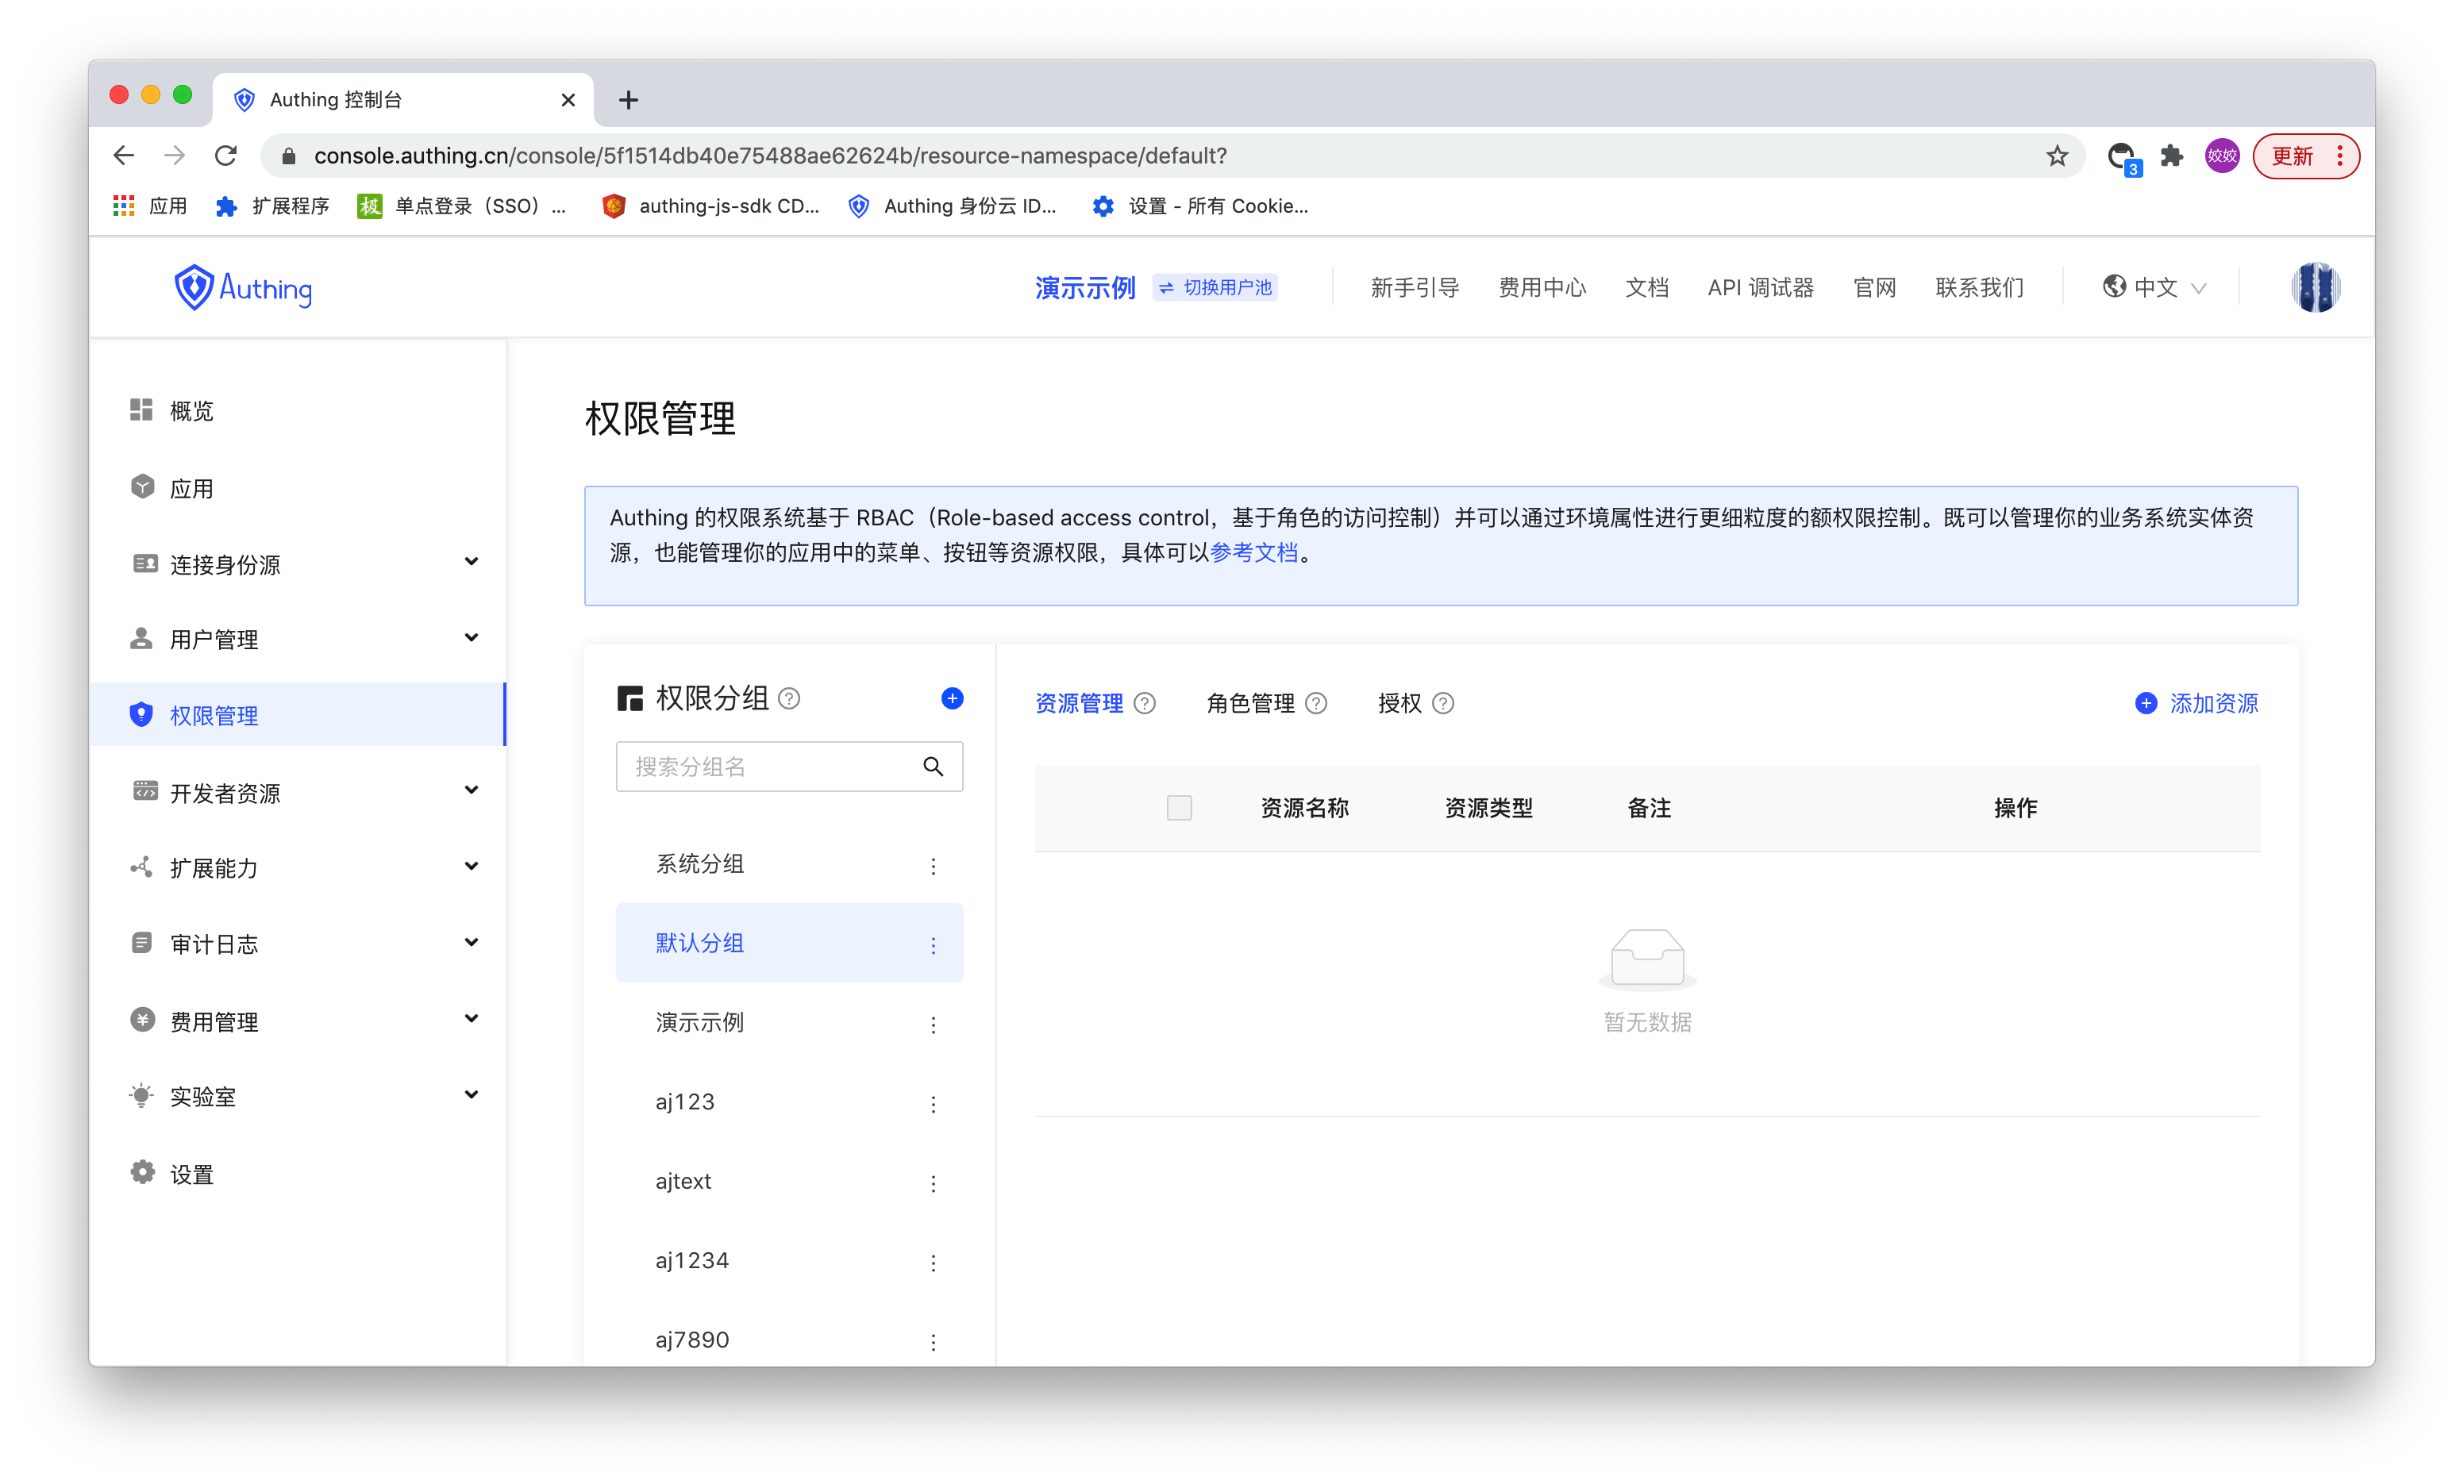 Authing 控制台
console.authing.cn/console/5f1514db40e75488ae62624b/resource-namespace/default?
3
姣姣
更新
应用
扩展程序
极
单点登录（SSO）...
authing-js-sdk CD...
Authing 身份云 ID...
设置 - 所有 Cookie...
Authing
演示示例
切换用户池
新手引导
费用中心
文档
API 调试器
官网
联系我们
中文
概览
应用
连接身份源
用户管理
权限管理
开发者资源
扩展能力
审计日志
费用管理
实验室
设置
权限管理
Authing 的权限系统基于 RBAC（Role-based access control，基于角色的访问控制）并可以通过环境属性进行更细粒度的额权限控制。既可以管理你的业务系统实体资
源，也能管理你的应用中的菜单、按钮等资源权限，具体可以参考文档。
权限分组
搜索分组名
系统分组
默认分组
演示示例
aj123
ajtext
aj1234
aj7890
资源管理
角色管理
授权
添加资源
资源名称
资源类型
备注
操作
暂无数据